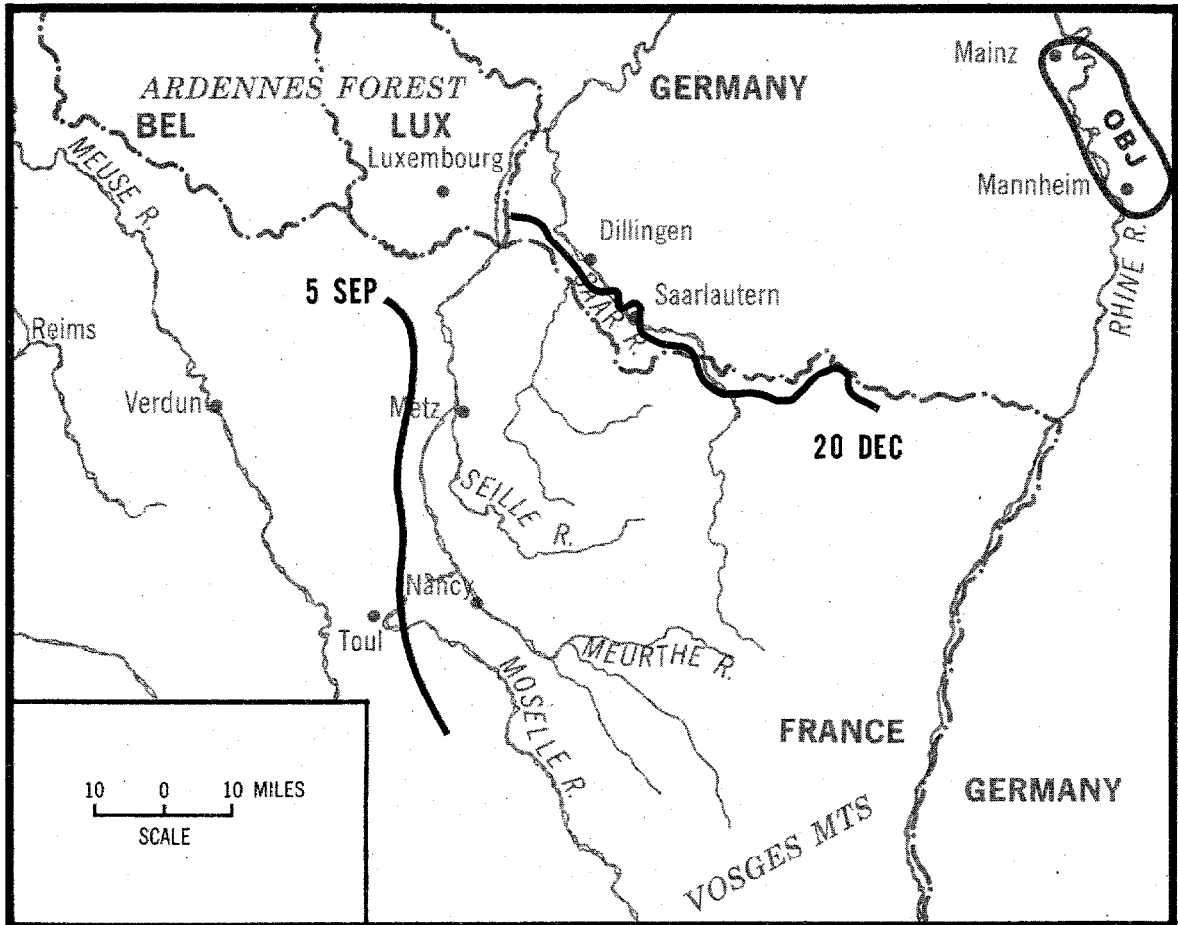 Mainz
ARDENNES FOREST
GERMANY
BEL
LUX
OBJ
MEUSE R.
Luxembourg
Mannheim
Dillingen
RHINE R.
5 SEP
SAAR R.
Saarlautern
Reims
Verdun
Metz
20 DEC
SEILLE R.
Nancy
Toul
MEURTHE R.
MOSELLE R.
FRANCE
GERMANY
10 0 10 MILES
SCALE
VOSGES MTS